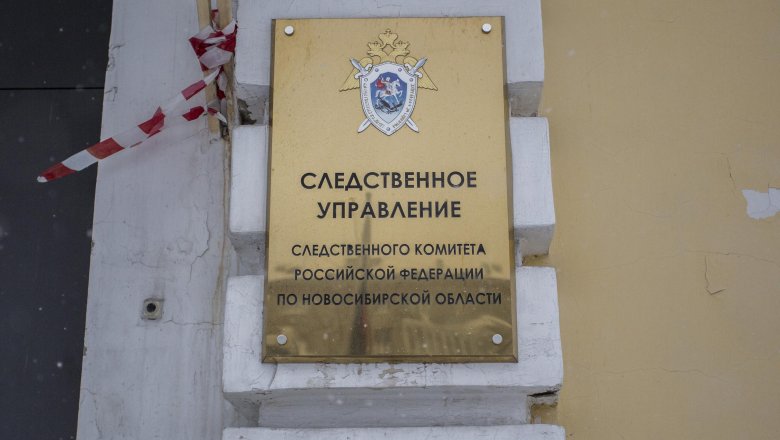 СЛЕДСТВЕННОЕ
УПРАВЛЕНИЕ
СЛЕДСТВЕННОГО КОМИТЕТА
РОССИЙСКОЙ ФЕДЕРАЦИИ
ПО НОВОСИБИРСКОЙ ОБЛАСТИ